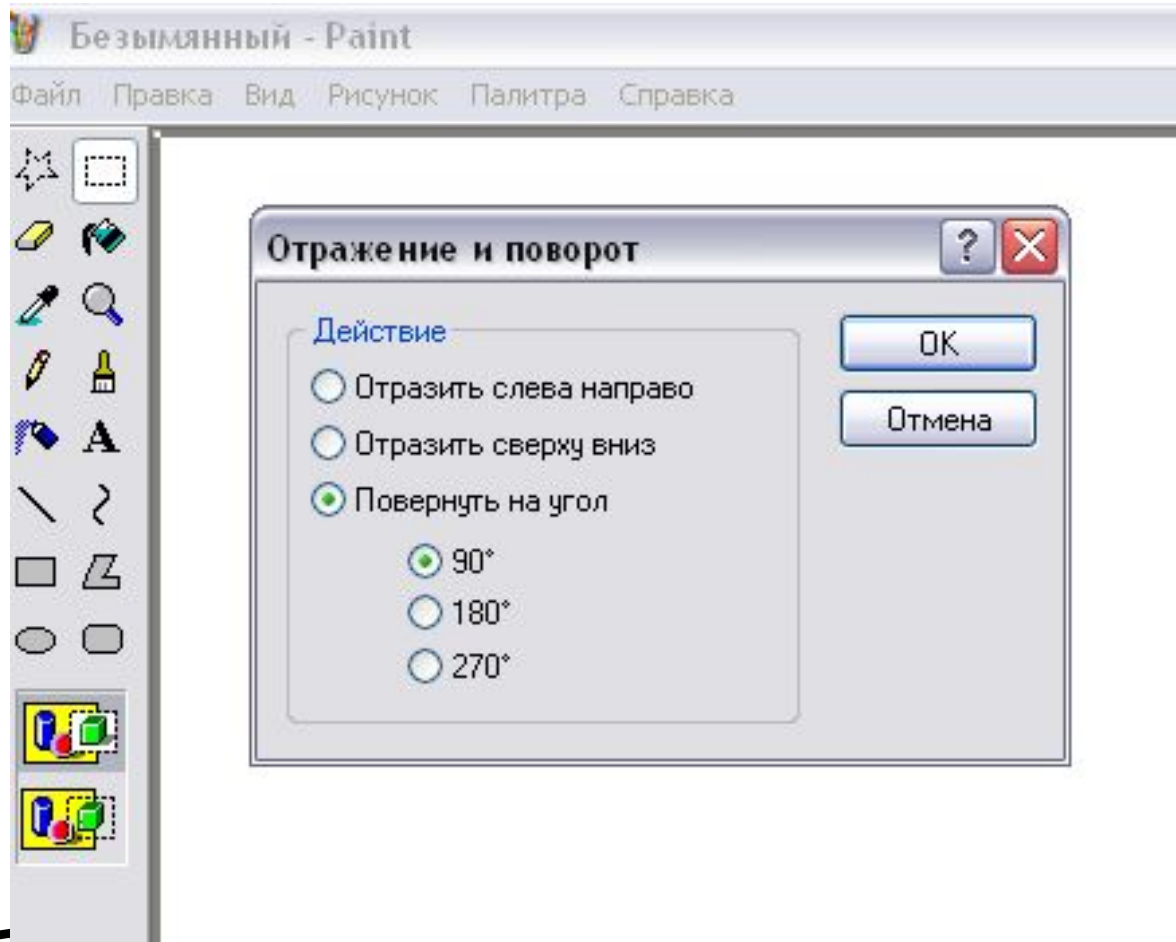 Безымянный - Paint
Файл Правка Вид Рисунок Палитра Справка
Отражение и поворот
?
Действие
OK
Отразить слева направо
Отмена
Отразить сверху вниз
Повернуть на угол
90°
180°
270°
A